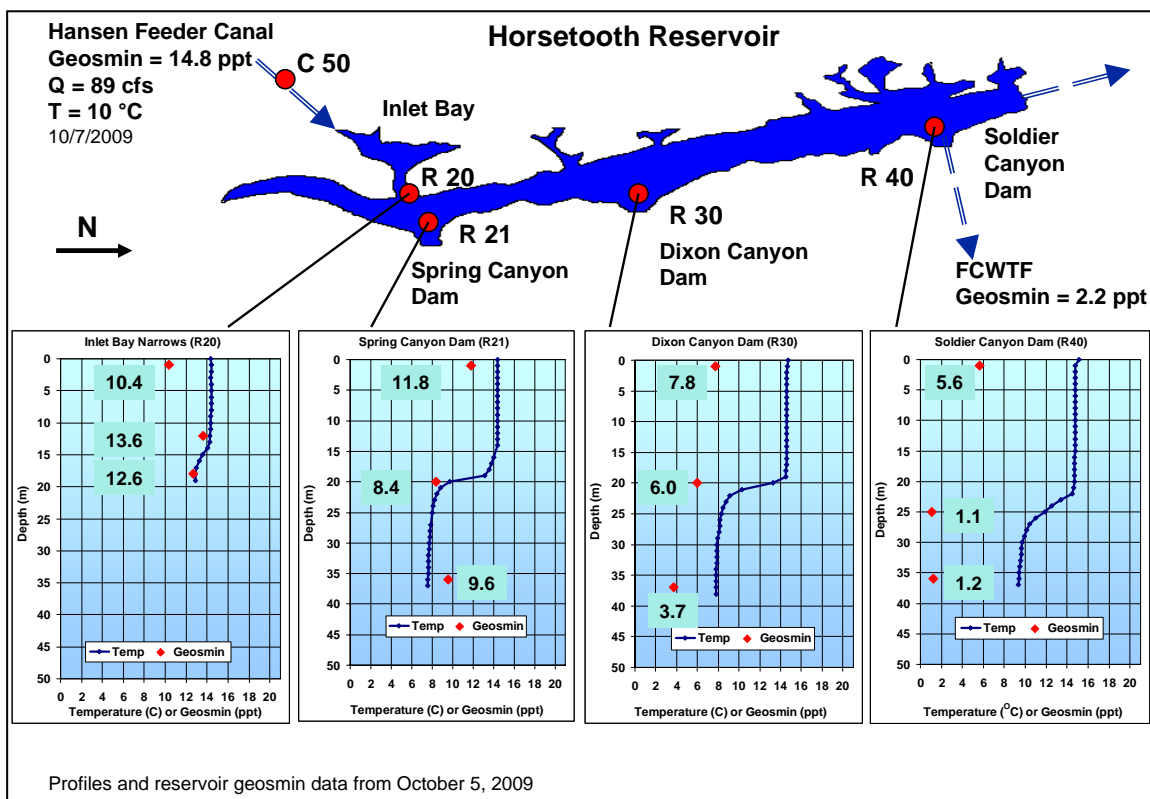 Horsetooth Reservoir
Hansen Feeder Canal
Geosmin = 14.8 ppt
Q = 89 cfs
T = 10 °C
10/7/2009
C 50
Inlet Bay
R 20
R 21
Spring Canyon
Dam
R 30
Dixon Canyon
Dam
R 40
Soldier
Canyon
Dam
FCWTF
Geosmin = 2.2 ppt
N
Inlet Bay Narrows (R20)
0
5
10
15
20
25
30
35
40
45
50
Depth (m)
10.4
13.6
12.6
Temp
Geosmin
0 2 4 6 8 10 12 14 16 18 20
Temperature (C) or Geosmin (ppt)
Spring Canyon Dam (R21)
0
5
10
15
20
25
30
35
40
45
50
Depth (m)
11.8
8.4
9.6
Temp
Geosmin
0 2 4 6 8 10 12 14 16 18 20
Temperature (C) or Geosmin (ppt)
Dixon Canyon Dam (R30)
0
5
10
15
20
25
30
35
40
45
50
Depth (m)
7.8
6.0
3.7
Temp
Geosmin
0 2 4 6 8 10 12 14 16 18 20
Temperature (C) or Geosmin (ppt)
Soldier Canyon Dam (R40)
0
5
10
15
20
25
30
35
40
45
50
Depth (m)
5.6
1.1
1.2
Temp
Geosmin
0 2 4 6 8 10 12 14 16 18 20
Temperature (°C) or Geosmin (ppt)
Profiles and reservoir geosmin data from October 5, 2009